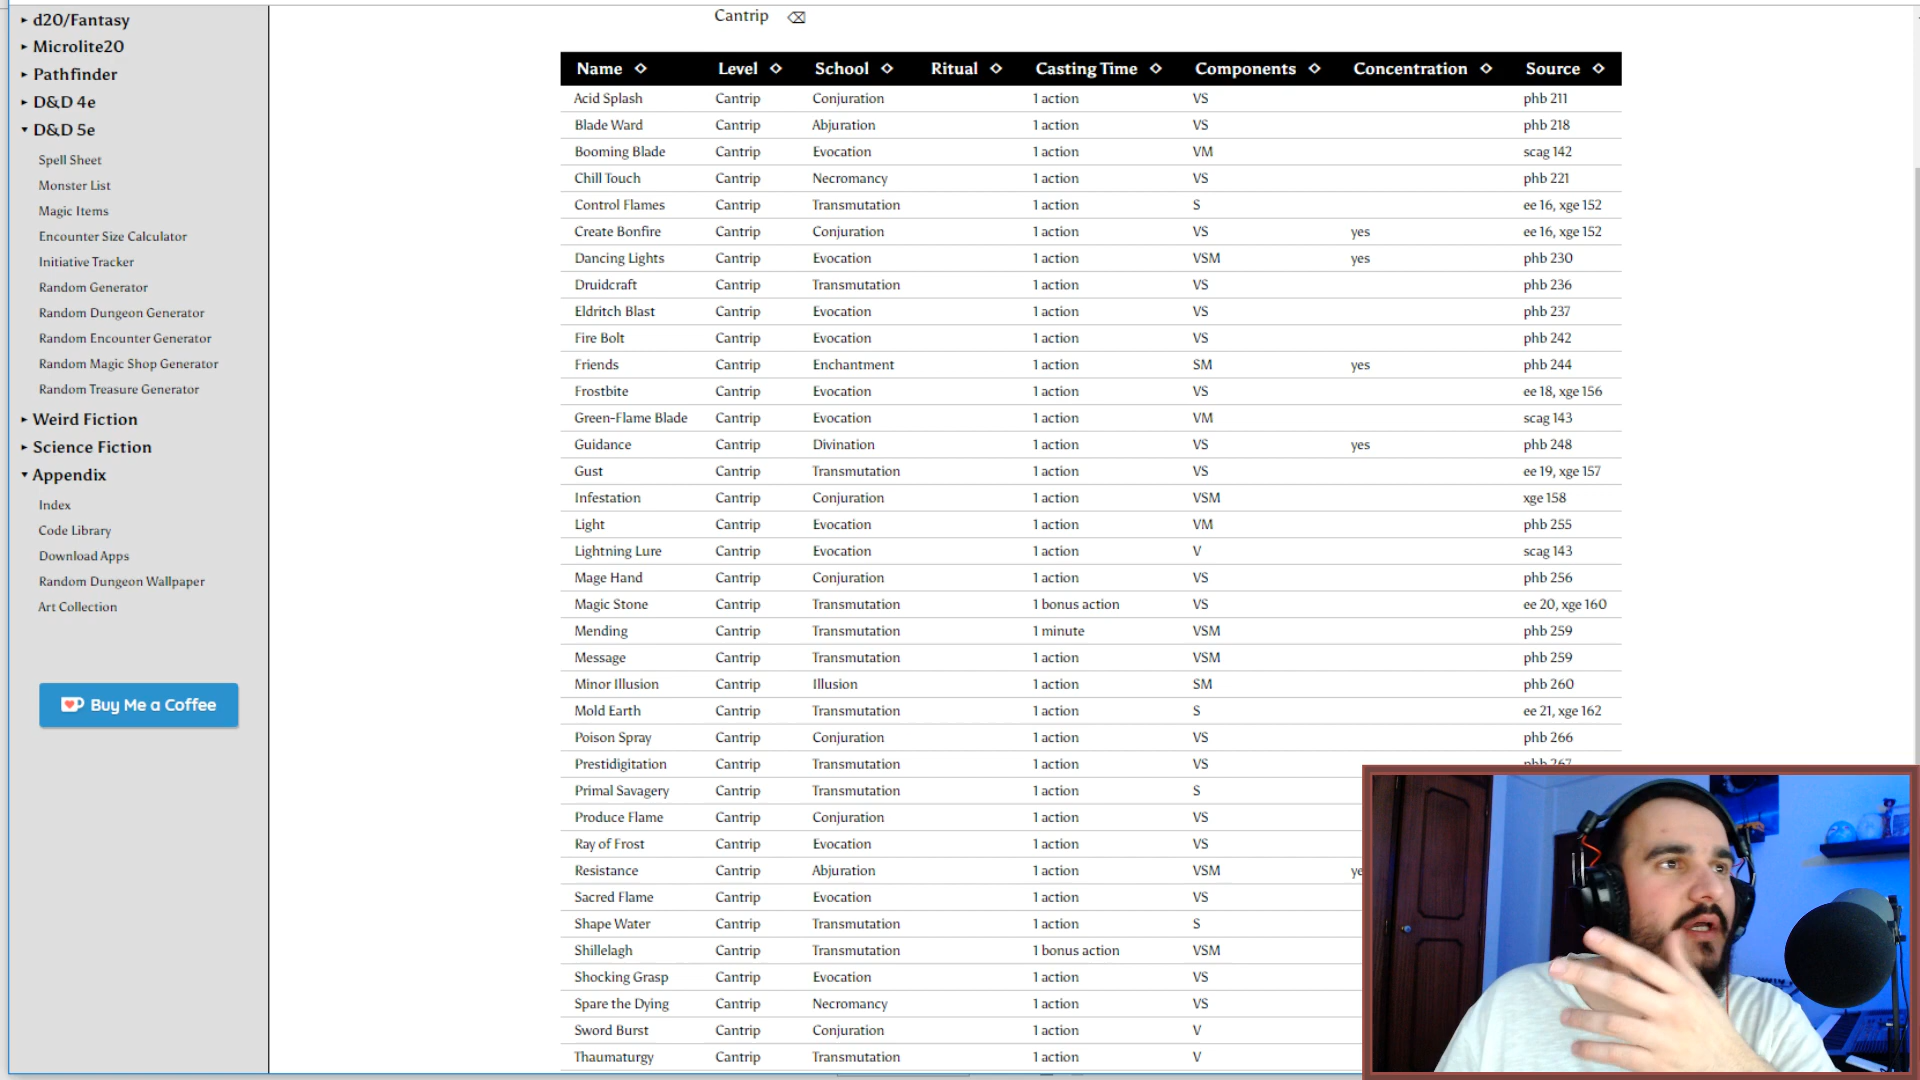 d20/Fantasy
Microlite20
Pathfinder
D&D 4e
D&D 5e
Spell Sheet
Monster List
Magic Items
Encounter Size Calculator
Initiative Tracker
Random Generator
Random Dungeon Generator
Random Encounter Generator
Random Magic Shop Generator
Random Treasure Generator
Weird Fiction
Science Fiction
Appendix
Index
Code Library
Download Apps
Random Dungeon Wallpaper
Art Collection
Buy Me a Coffee
Cantrip
Name Level School Ritual Casting Time Components Concentration Source
Acid Splash Cantrip Conjuration 1 action VS phb 211
Blade Ward Cantrip Abjuration 1 action VS phb 218
Booming Blade Cantrip Evocation 1 action VM scag 142
Chill Touch Cantrip Necromancy 1 action VS phb 221
Control Flames Cantrip Transmutation 1 action S ee 16, xge 152
Create Bonfire Cantrip Conjuration 1 action VS yes ee 16, xge 152
Dancing Lights Cantrip Evocation 1 action VSM yes phb 230
Druidcraft Cantrip Transmutation 1 action VS phb 236
Eldritch Blast Cantrip Evocation 1 action VS phb 237
Fire Bolt Cantrip Evocation 1 action VS phb 242
Friends Cantrip Enchantment 1 action SM yes phb 244
Frostbite Cantrip Evocation 1 action VS ee 18, xge 156
Green-Flame Blade Cantrip Evocation 1 action VM scag 143
Guidance Cantrip Divination 1 action VS yes phb 248
Gust Cantrip Transmutation 1 action VS ee 19, xge 157
Infestation Cantrip Conjuration 1 action VSM xge 158
Light Cantrip Evocation 1 action VM phb 255
Lightning Lure Cantrip Evocation 1 action V scag 143
Mage Hand Cantrip Conjuration 1 action VS phb 256
Magic Stone Cantrip Transmutation 1 bonus action VS ee 20, xge 160
Mending Cantrip Transmutation 1 minute VSM phb 259
Message Cantrip Transmutation 1 action VSM phb 259
Minor Illusion Cantrip Illusion 1 action SM phb 260
Mold Earth Cantrip Transmutation 1 action S ee 21, xge 162
Poison Spray Cantrip Conjuration 1 action VS phb 266
Prestidigitation Cantrip Transmutation 1 action VS phb 267
Primal Savagery Cantrip Transmutation 1 action S
Produce Flame Cantrip Conjuration 1 action VS
Ray of Frost Cantrip Evocation 1 action VS
Resistance Cantrip Abjuration 1 action VSM
Sacred Flame Cantrip Evocation 1 action VS
Shape Water Cantrip Transmutation 1 action S
Shillelagh Cantrip Transmutation 1 bonus action VSM
Shocking Grasp Cantrip Evocation 1 action VS
Spare the Dying Cantrip Necromancy 1 action VS
Sword Burst Cantrip Conjuration 1 action V
Thaumaturgy Cantrip Transmutation 1 action V